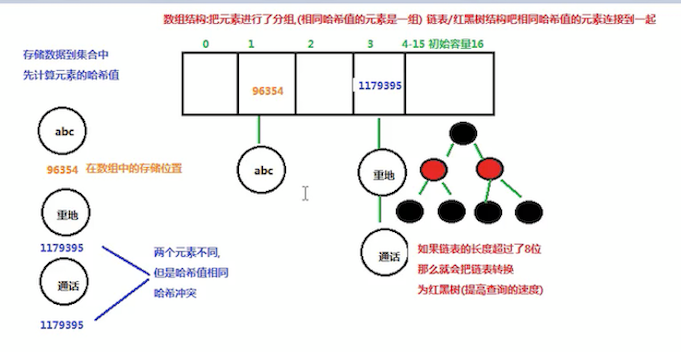 数组结构:把元素进行了分组,(相同哈希值的元素是一组) 链表/红黑树结构吧相同哈希值的元素连接到一起
0 1 2 3 4-15 初始容量16
存储数据到集合中
先计算元素的哈希值
96354
1179395
abc
96354 在数组中的存储位置
abc
重地
重地
1179395
两个元素不同,
但是哈希值相同
哈希冲突
通话
通话
如果链表的长度超过了8位
那么就会把链表转换
为红黑树(提高查询的速度)
1179395